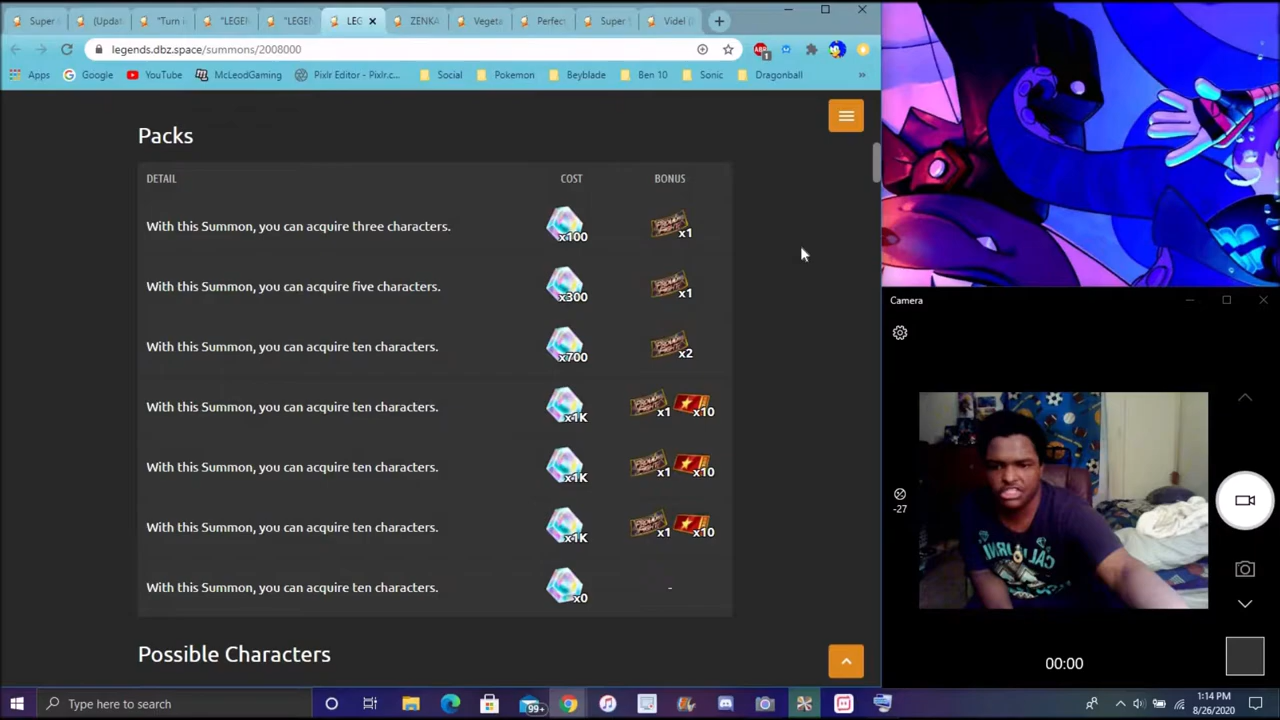 Super
(Updat
"Turn i
"LEGEN
"LEGEN
LEG
ZENKA
Vegeta
Perfec
Super
Videl (
legends.dbz.space/summons/2008000
ABP
1
Apps
Google
YouTube
McLeodGaming
Pixlr Editor - Pixlr.c...
Social
Pokemon
Beyblade
Ben 10
Sonic
Dragonball
»
Packs
DETAIL COST BONUS
With this Summon, you can acquire three characters. x100 x1
With this Summon, you can acquire five characters. x300 x1
With this Summon, you can acquire ten characters. x700 x2
With this Summon, you can acquire ten characters. x1K x1 x10
With this Summon, you can acquire ten characters. x1K x1 x10
With this Summon, you can acquire ten characters. x1K x1 x10
With this Summon, you can acquire ten characters. x0 -
Possible Characters
Camera
-27
CALIFORNI
00:00
Type here to search
99+
1:14 PM
8/26/2020